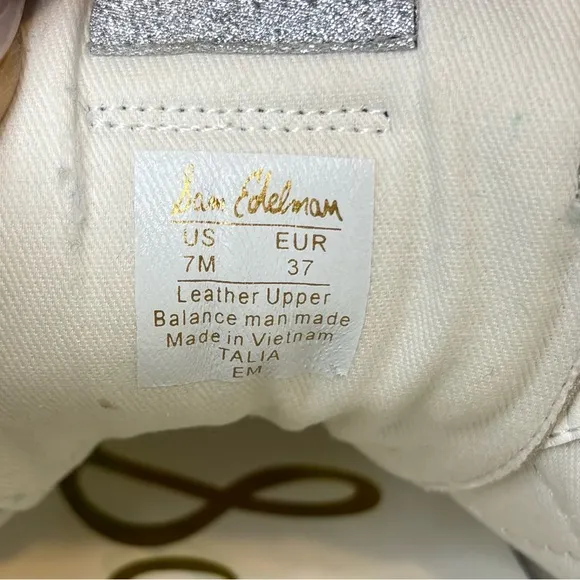 Sam Edelman
US EUR
7M 37
Leather Upper
Balance man made
Made in Vietnam
TALIA
EM